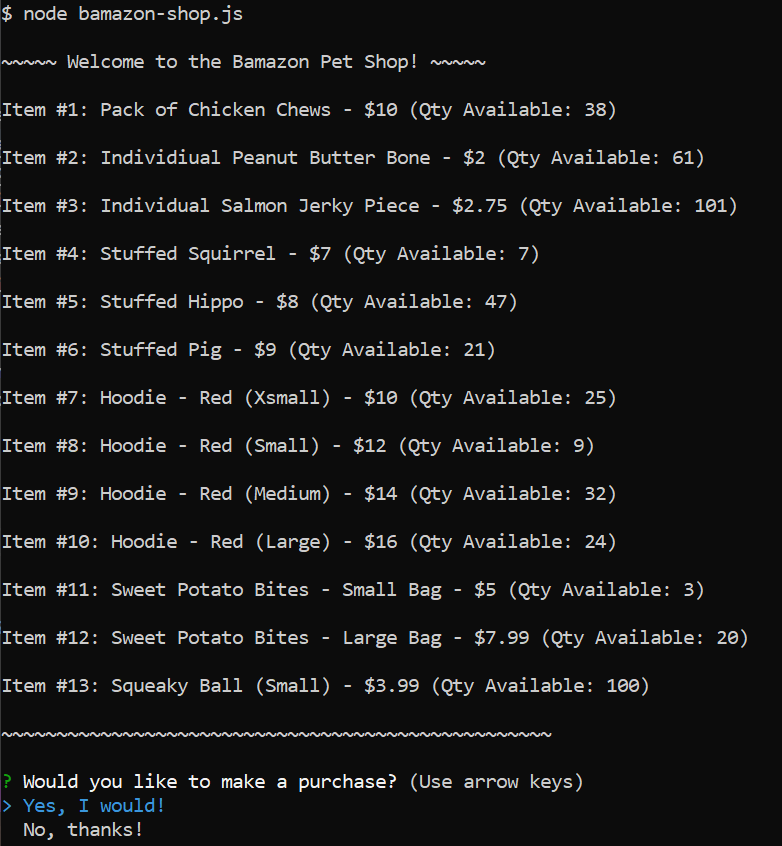 $ node bamazon-shop.js
~~~~~ Welcome to the Bamazon Pet Shop! ~~~~~
Item #1: Pack of Chicken Chews - $10 (Qty Available: 38)
Item #2: Individiual Peanut Butter Bone - $2 (Qty Available: 61)
Item #3: Individual Salmon Jerky Piece - $2.75 (Qty Available: 101)
Item #4: Stuffed Squirrel - $7 (Qty Available: 7)
Item #5: Stuffed Hippo - $8 (Qty Available: 47)
Item #6: Stuffed Pig - $9 (Qty Available: 21)
Item #7: Hoodie - Red (Xsmall) - $10 (Qty Available: 25)
Item #8: Hoodie - Red (Small) - $12 (Qty Available: 9)
Item #9: Hoodie - Red (Medium) - $14 (Qty Available: 32)
Item #10: Hoodie - Red (Large) - $16 (Qty Available: 24)
Item #11: Sweet Potato Bites - Small Bag - $5 (Qty Available: 3)
Item #12: Sweet Potato Bites - Large Bag - $7.99 (Qty Available: 20)
Item #13: Squeaky Ball (Small) - $3.99 (Qty Available: 100)
~~~~~~~~~~~~~~~~~~~~~~~~~~~~~~~~~~~~~~~~~~~~~~~~~~
? Would you like to make a purchase? (Use arrow keys)
> Yes, I would!
No, thanks!